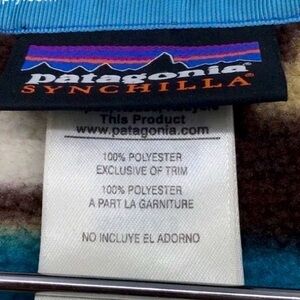 patagonia
SYNCHILLA
This Product
www.patagonia.com
100% POLYESTER
EXCLUSIVE OF TRIM
100% POLYESTER
A PART LA GARNITURE
NO INCLUYE EL ADORNO